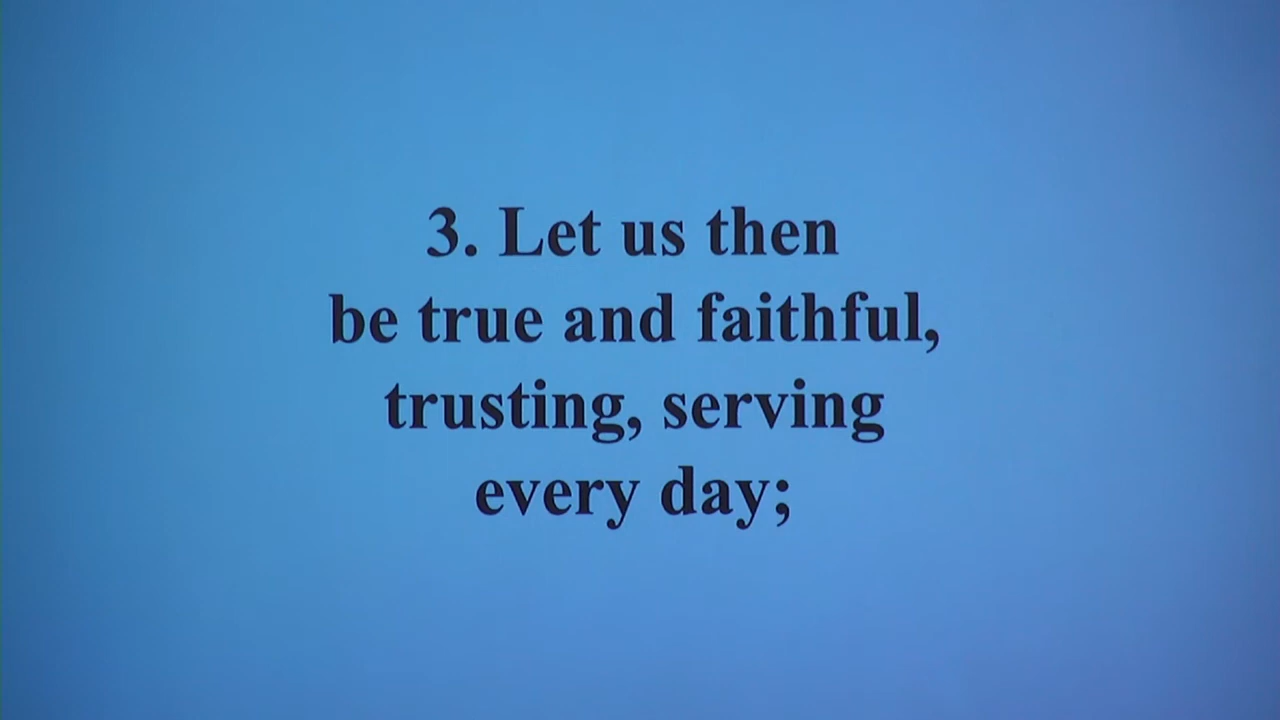 3. Let us then
be true and faithful,
trusting, serving
every day;